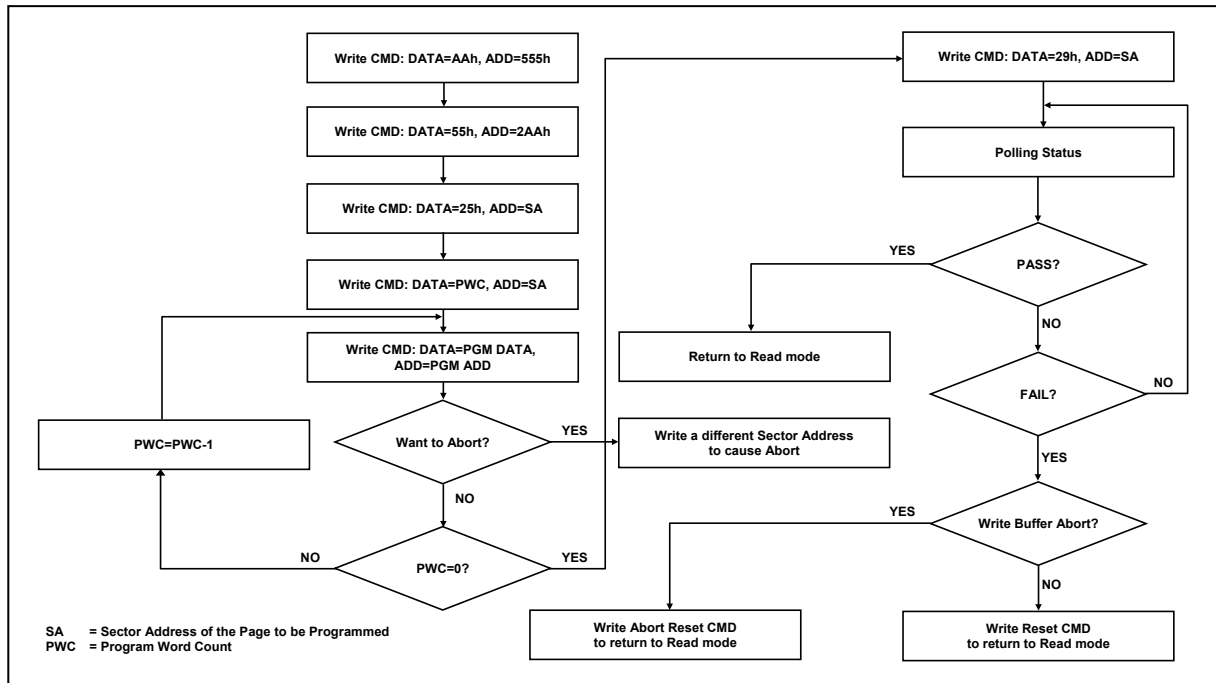 Write CMD: DATA=AAh, ADD=555h
Write CMD: DATA=55h, ADD=2AAh
Write CMD: DATA=25h, ADD=SA
Write CMD: DATA=PWC, ADD=SA
Write CMD: DATA=PGM DATA,
ADD=PGM ADD
PWC=PWC-1
Want to Abort?
YES
Write a different Sector Address
to cause Abort
NO
PWC=0?
NO
YES
Write CMD: DATA=29h, ADD=SA
Polling Status
PASS?
YES
Return to Read mode
NO
FAIL?
NO
YES
Write Buffer Abort?
YES
Write Abort Reset CMD
to return to Read mode
NO
Write Reset CMD
to return to Read mode
SA = Sector Address of the Page to be Programmed
PWC = Program Word Count